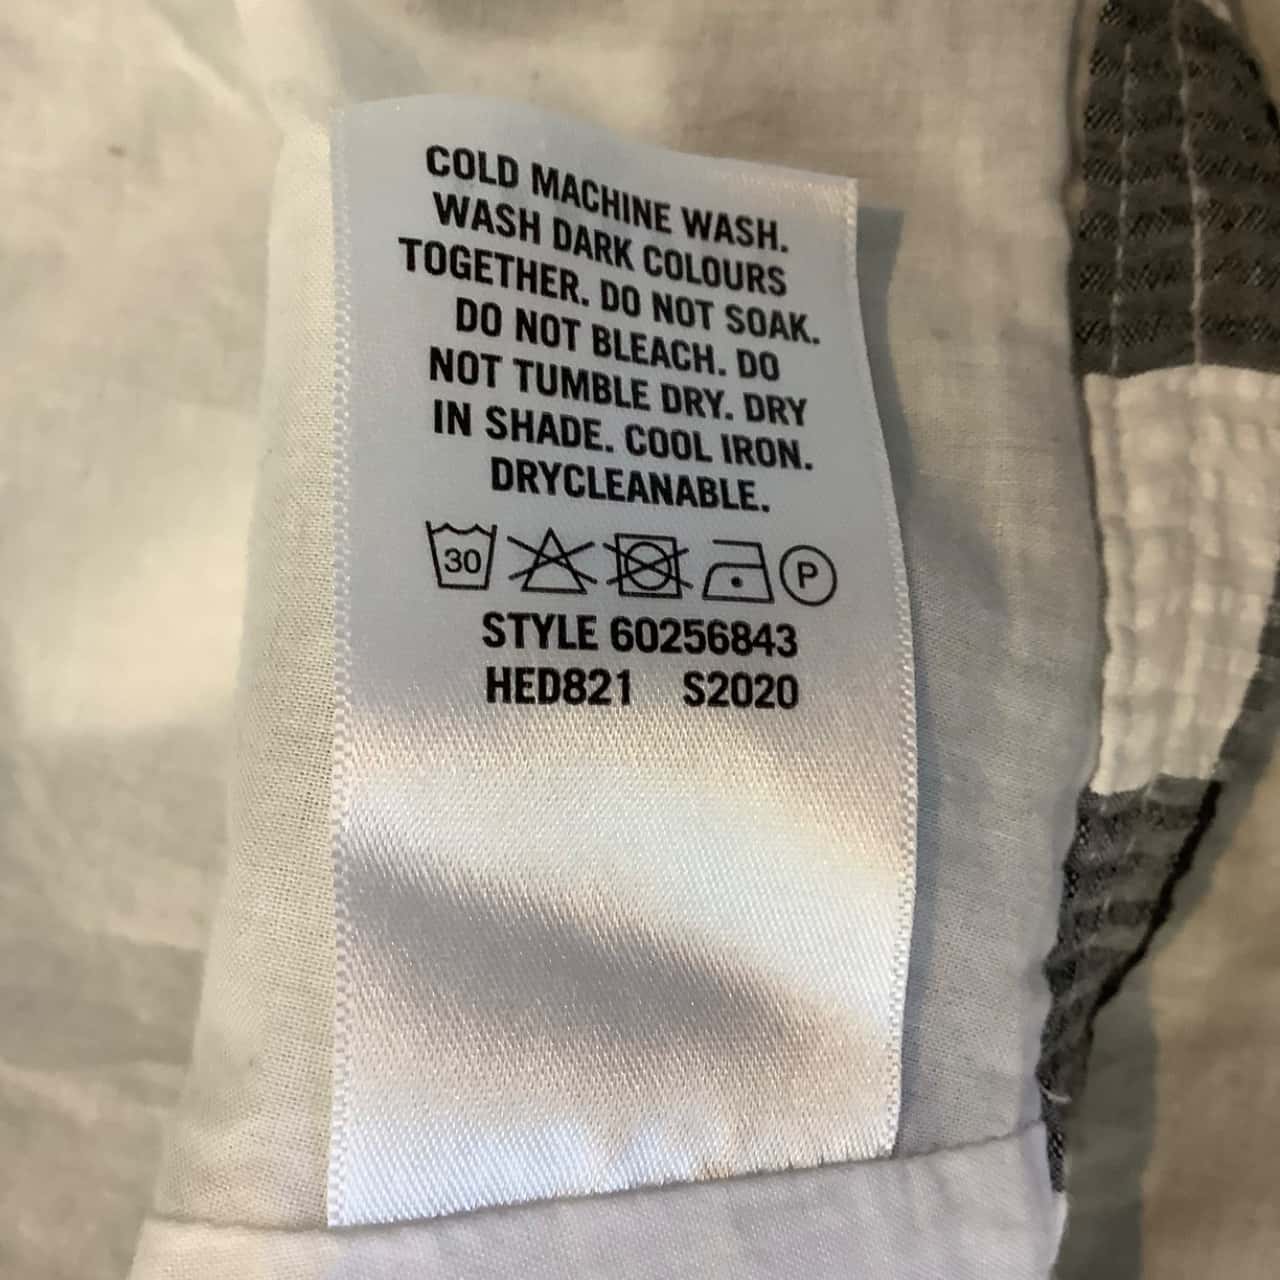 COLD MACHINE WASH.
WASH DARK COLOURS
TOGETHER. DO NOT SOAK.
DO NOT BLEACH. DO
NOT TUMBLE DRY. DRY
IN SHADE. COOL IRON.
DRYCLEANABLE.
30 P
STYLE 60256843
HED821 S2020